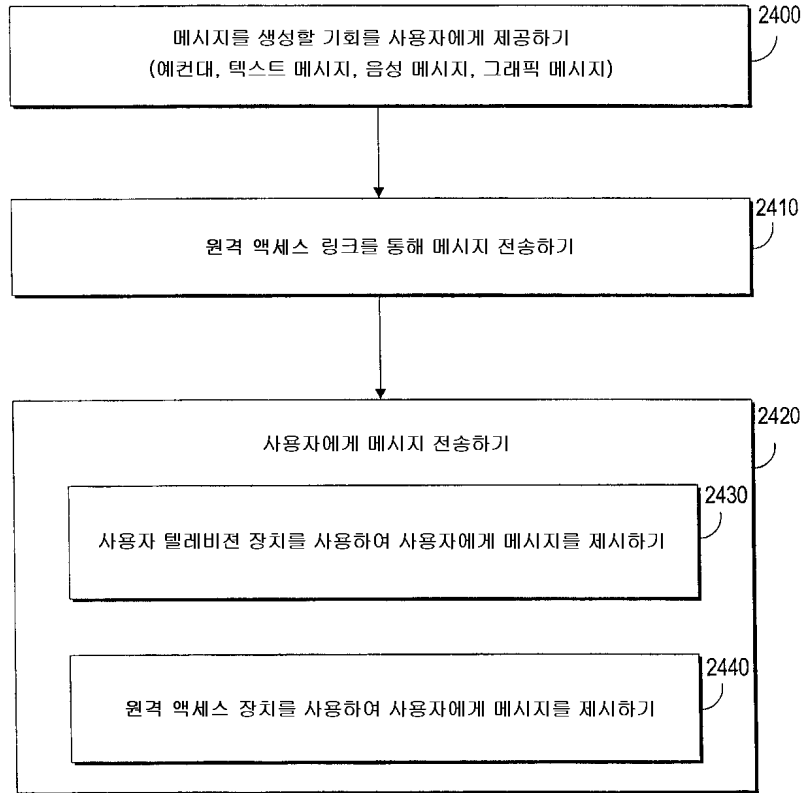 2400
메시지를 생성할 기회를 사용자에게 제공하기
(예컨대, 텍스트 메시지, 음성 메시지, 그래픽 메시지)
2410
원격 액세스 링크를 통해 메시지 전송하기
2420
사용자에게 메시지 전송하기
2430
사용자 텔레비젼 장치를 사용하여 사용자에게 메시지를 제시하기
2440
원격 액세스 장치를 사용하여 사용자에게 메시지를 제시하기